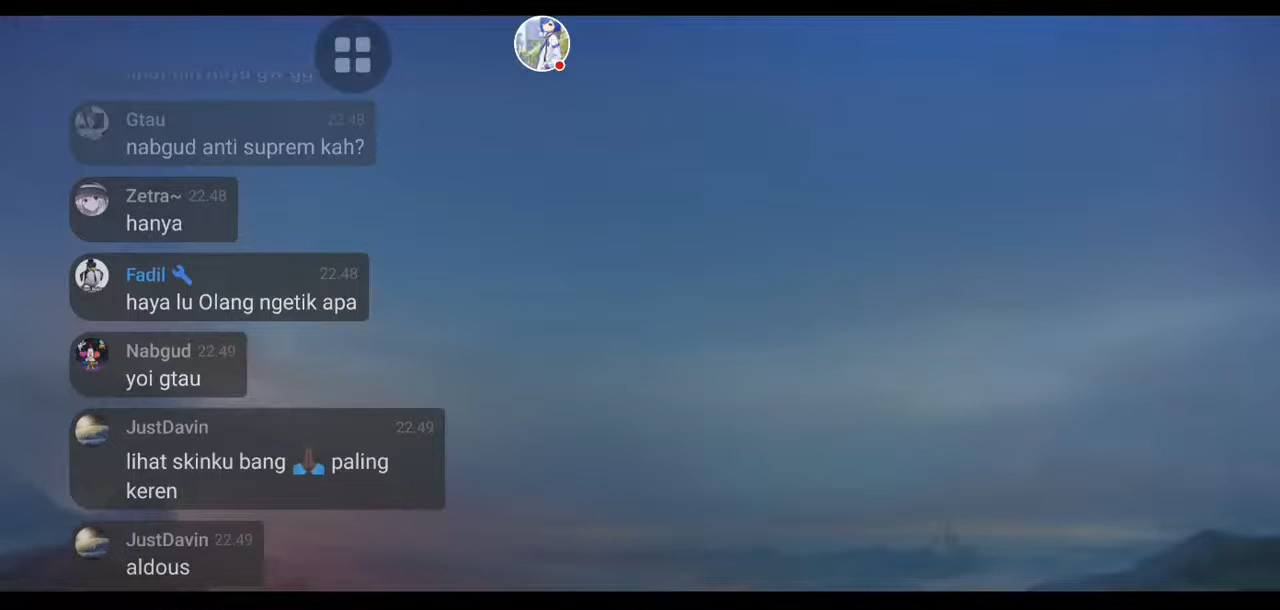 Gtau 22.48
nabgud anti suprem kah?
Zetra~ 22.48
hanya
Fadil 22.48
haya lu Olang ngetik apa
Nabgud 22.49
yoi gtau
JustDavin 22.49
lihat skinku bang 🙏🏿 paling
keren
JustDavin 22.49
aldous